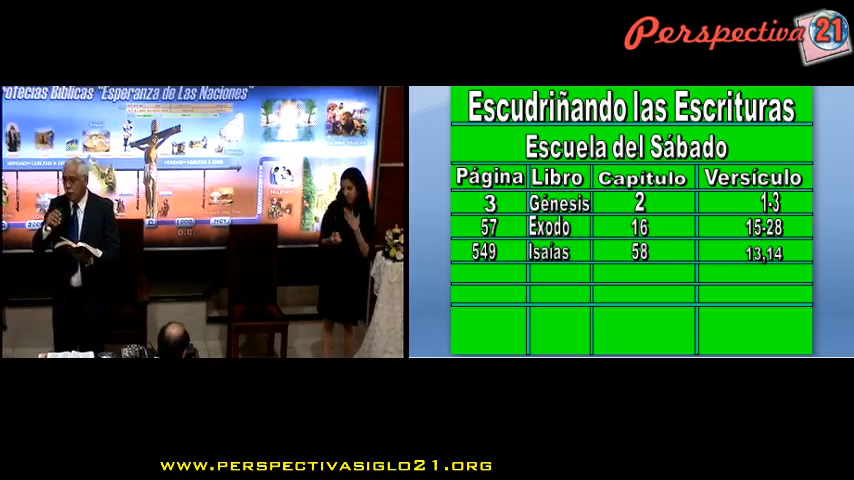 Perspectiva 21
rofecias Bíblicas "Esperanza de Las Naciones"
Escudriñando las Escrituras
Escuela del Sábado
Página Libro Capítulo Versículo
3 Génesis 2 1-3
57 Exodo 16 15-28
549 Isaías 58 13,14
www.perspectivasiglo21.org